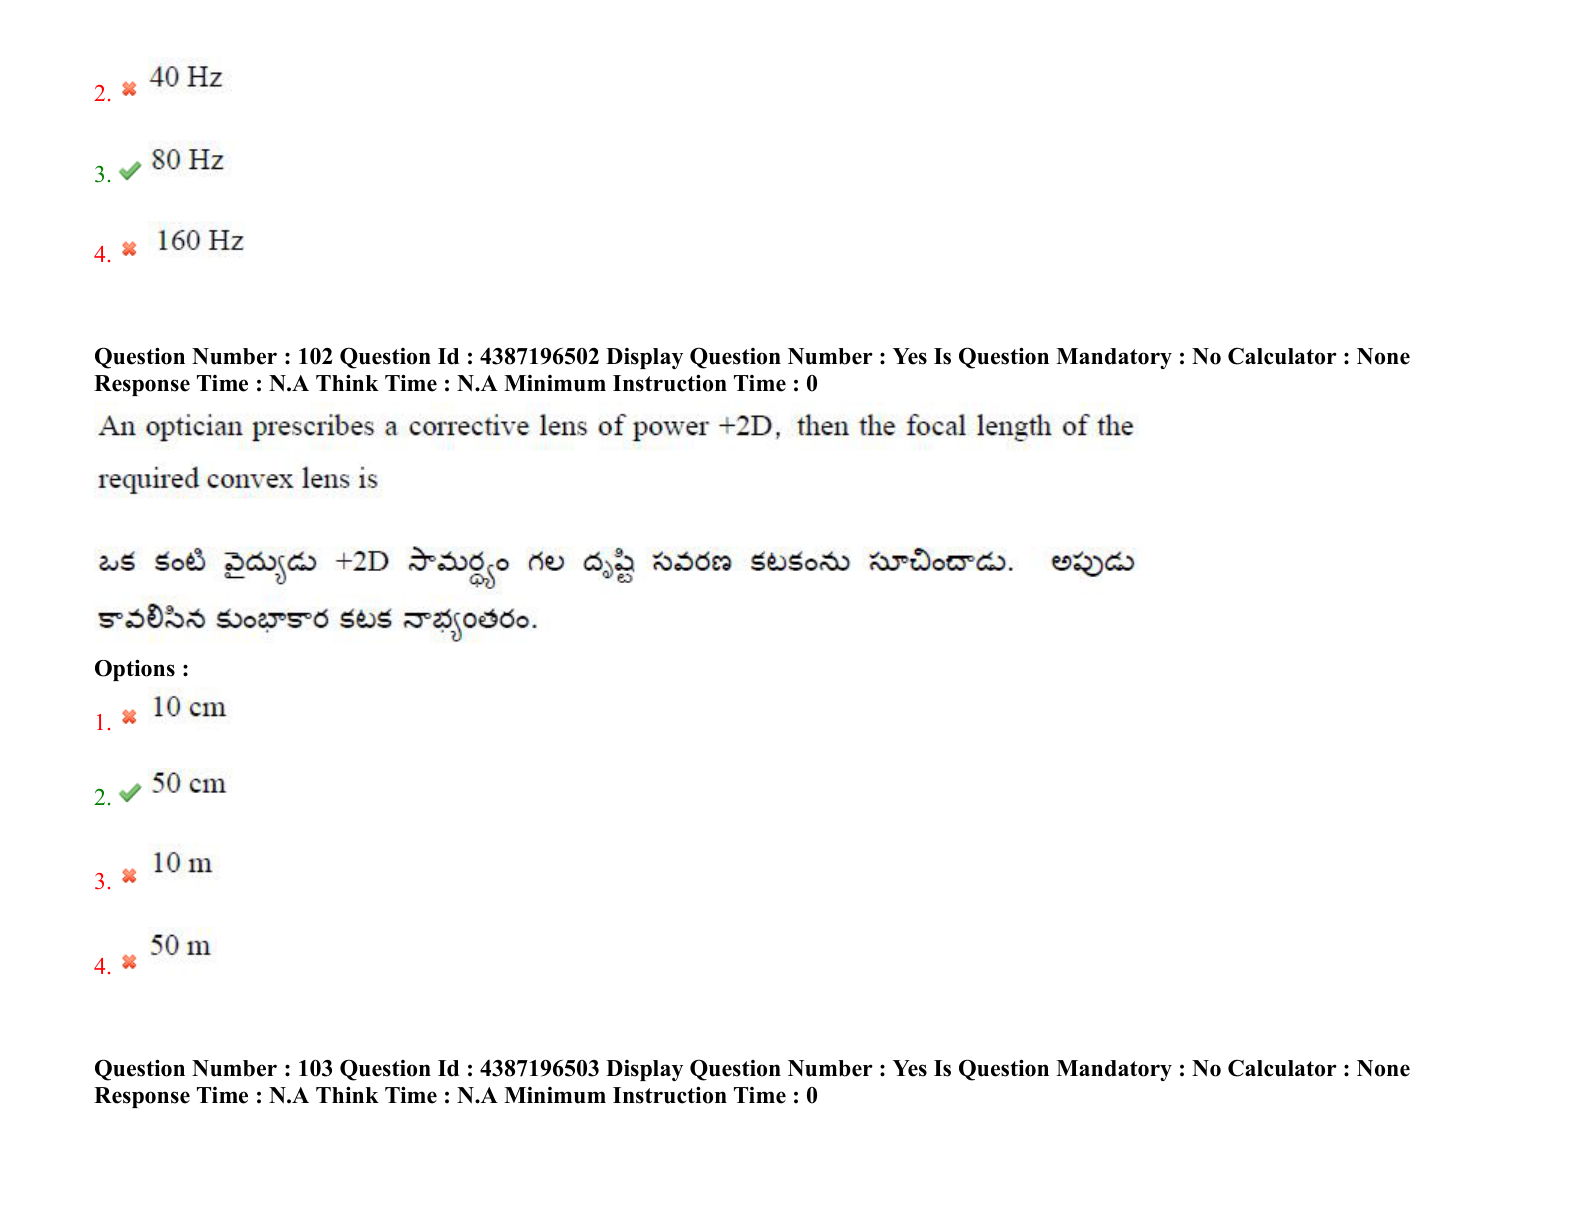 2. 40 Hz
3. 80 Hz
4. 160 Hz
Question Number : 102 Question Id : 4387196502 Display Question Number : Yes Is Question Mandatory : No Calculator : None
Response Time : N.A Think Time : N.A Minimum Instruction Time : 0
An optician prescribes a corrective lens of power +2D, then the focal length of the
required convex lens is
ఒక కంటి వైద్యుడు +2D సామర్థ్యం గల దృష్టి సవరణ కటకంను సూచించాడు. అపుడు
కావలిసిన కుంభాకార కటక నాభ్యంతరం.
Options :
1. 10 cm
2. 50 cm
3. 10 m
4. 50 m
Question Number : 103 Question Id : 4387196503 Display Question Number : Yes Is Question Mandatory : No Calculator : None
Response Time : N.A Think Time : N.A Minimum Instruction Time : 0